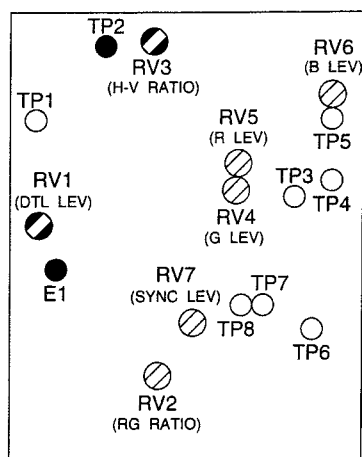 TP2
RV3
(H-V RATIO)
RV6
(B LEV)
TP1
RV5
(R LEV)
TP5
RV1
(DTL LEV)
TP3
TP4
RV4
(G LEV)
E1
RV7
(SYNC LEV)
TP7
TP8
TP6
RV2
(RG RATIO)